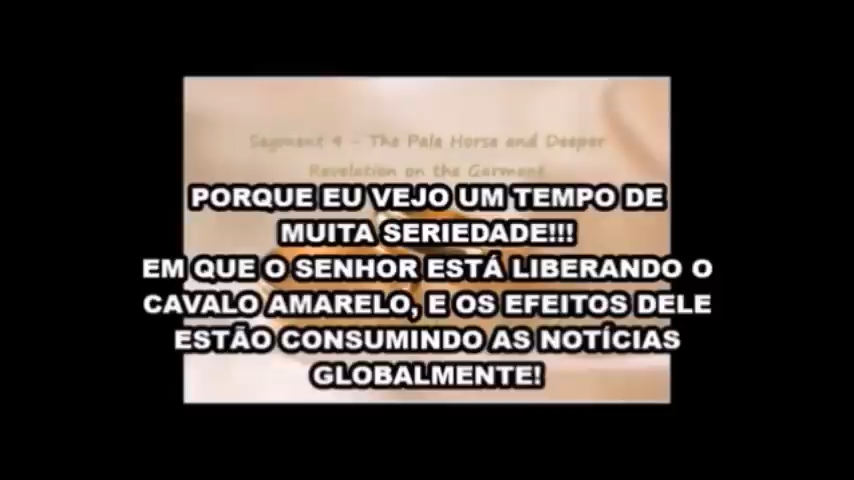 Segment 4 - The Pale Horse and Deeper
Revelation on the Garment
PORQUE EU VEJO UM TEMPO DE
MUITA SERIEDADE!!!
EM QUE O SENHOR ESTÁ LIBERANDO O
CAVALO AMARELO, E OS EFEITOS DELE
ESTÃO CONSUMINDO AS NOTÍCIAS
GLOBALMENTE!